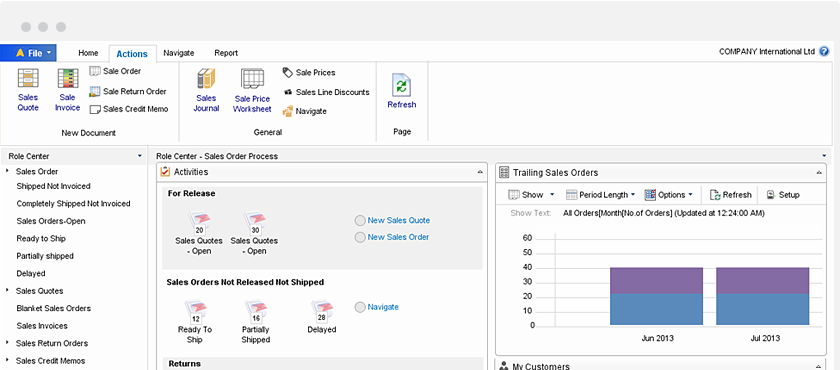 File Home Actions Navigate Report COMPANY International Ltd ?
Sales Quote
Sale Invoice
Sale Order
Sale Return Order
Sales Credit Memo
New Document
Sales Journal
Sale Price Worksheet
Sale Prices
Sales Line Discounts
Navigate
General
Refresh
Page
Role Center
Sales Order
Shipped Not Invoiced
Completely Shipped Not Invoiced
Sales Orders-Open
Ready to Ship
Partially shipped
Delayed
Sales Quotes
Blanket Sales Orders
Sales Invoices
Sales Return Orders
Sales Credit Memos
Role Center - Sales Order Process
Activities
For Release
20 30
Sales Quotes
- Open
Sales Quotes
- Open
New Sales Quote
New Sales Order
Sales Orders Not Released Not Shipped
12 16 28
Ready To
Ship
Partially
Shipped
Delayed
Navigate
Returns
Trailing Sales Orders
Show Period Length Options Refresh Setup
Show Text: All Orders[Month[No.of Orders] (Updated at 12:24:00 AM)
60
50
40
30
20
10
0
Jun 2013 Jul 2013
My Customers